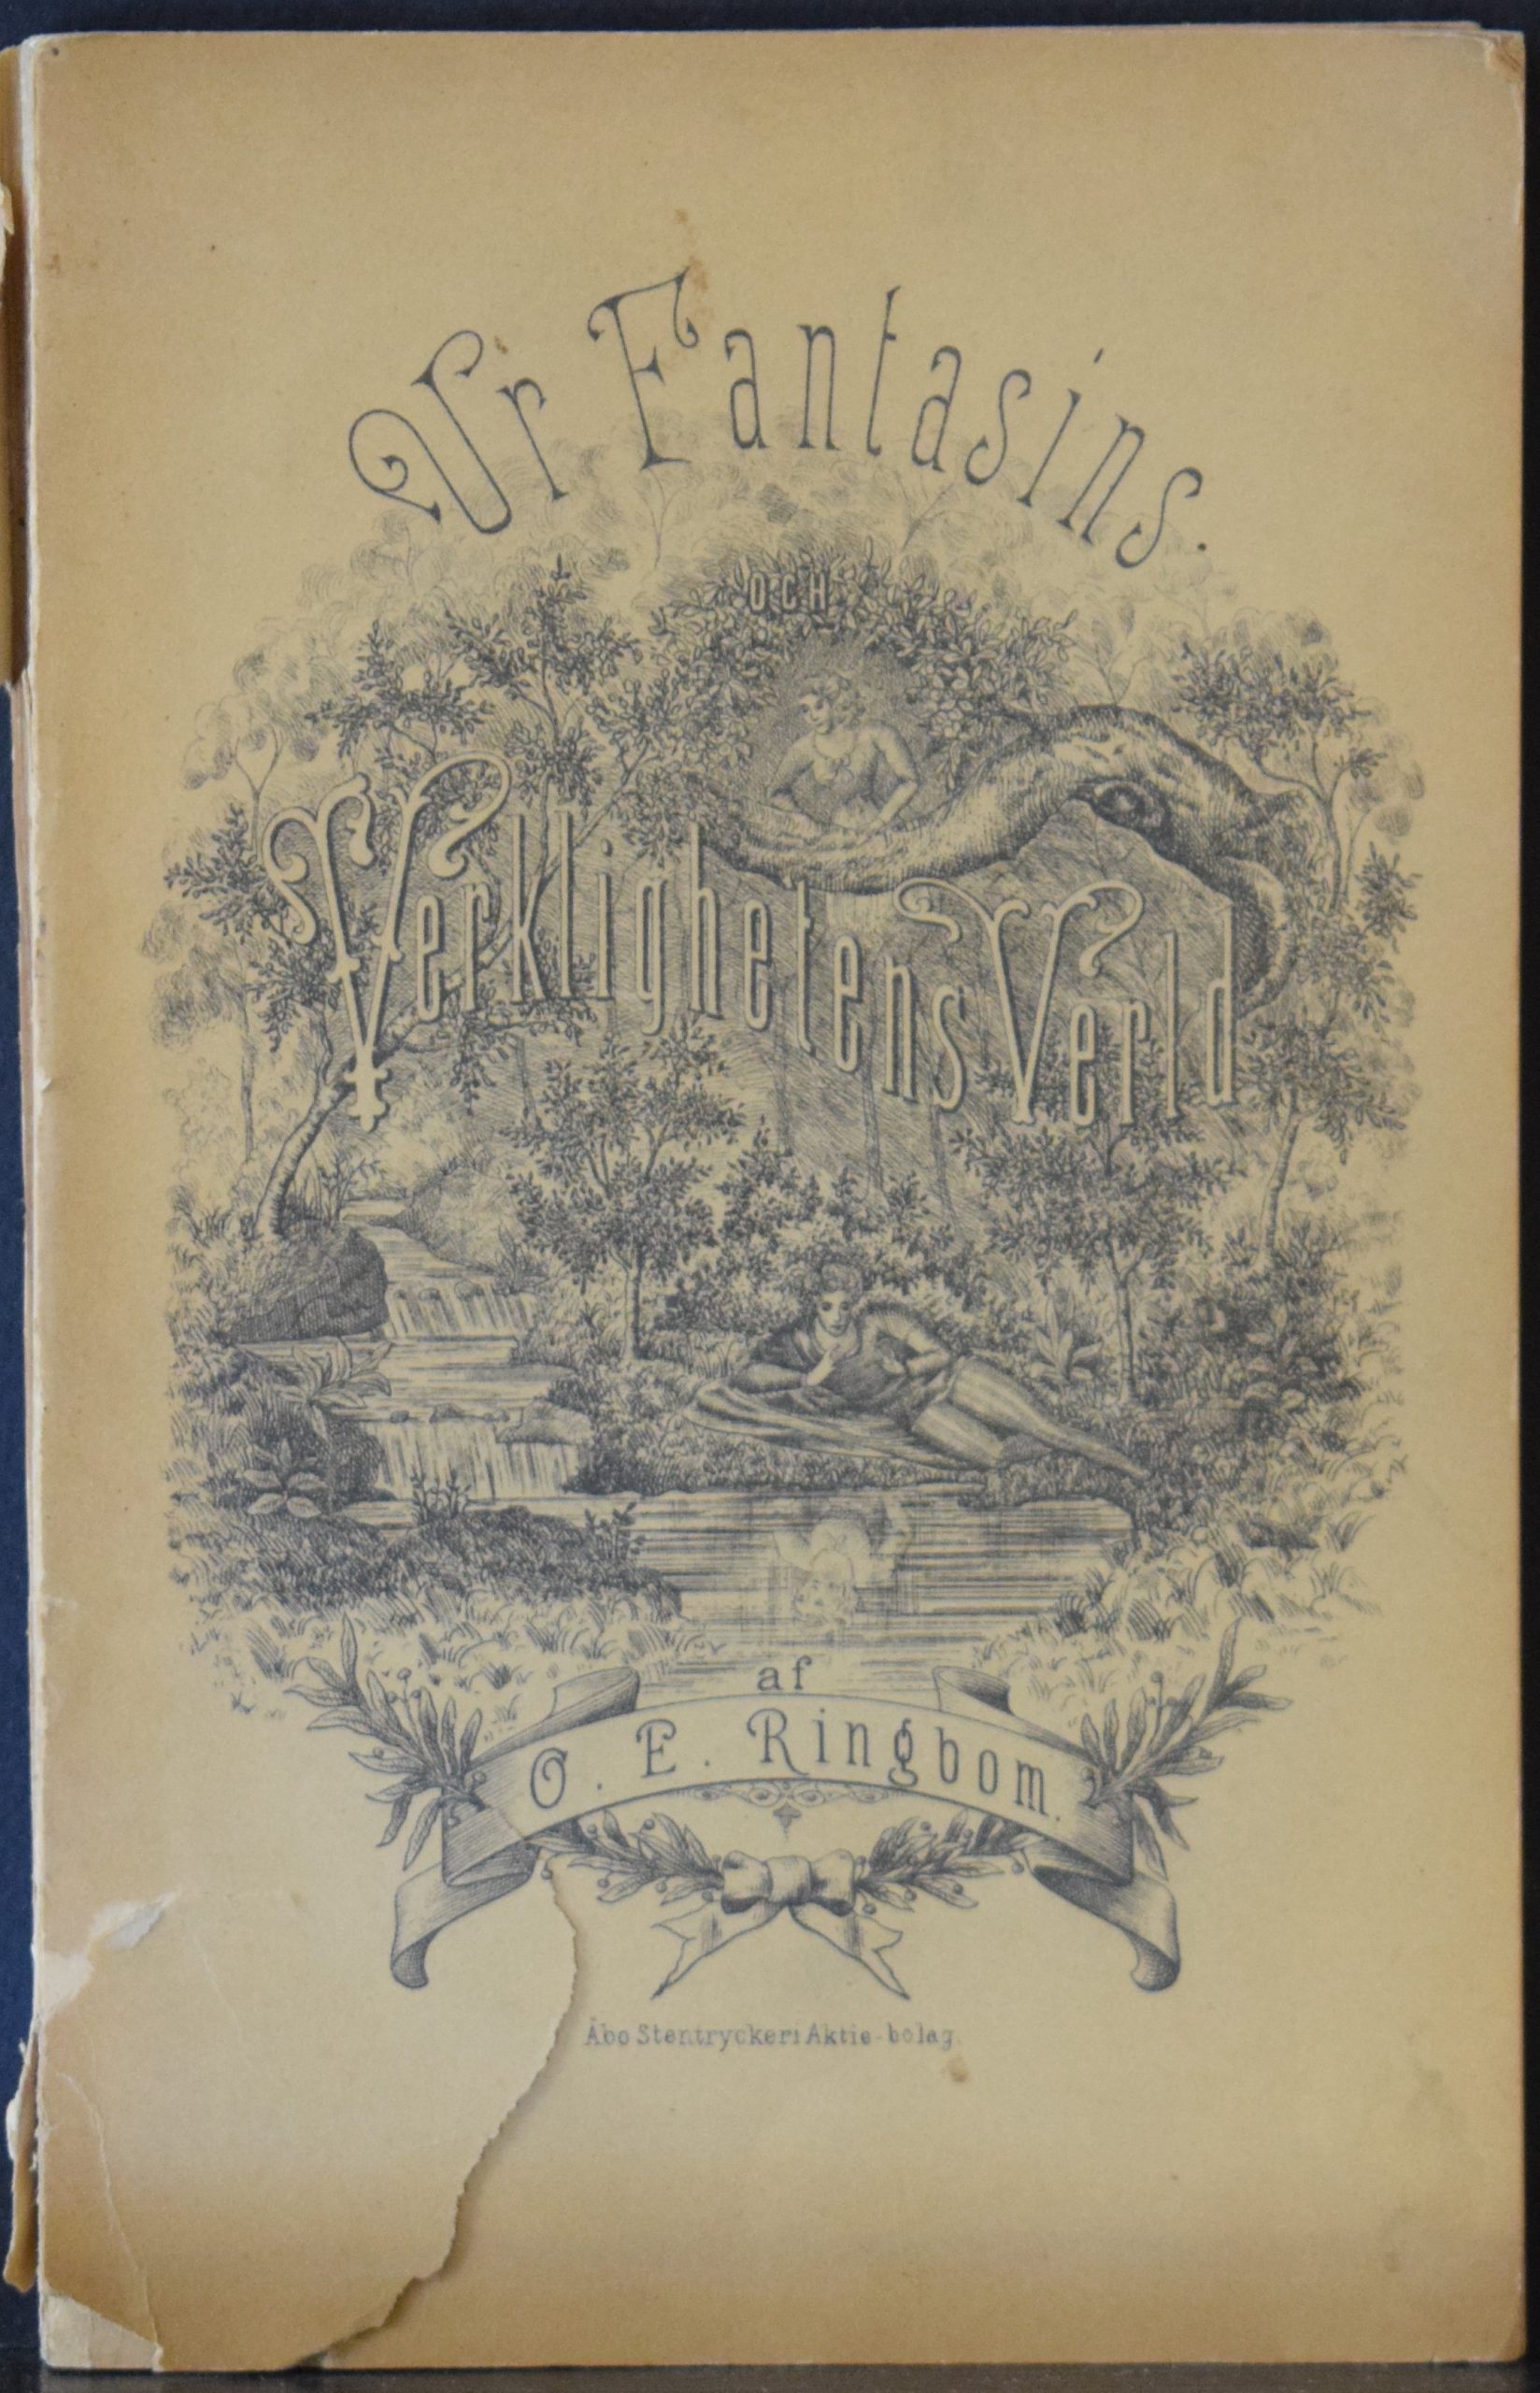 Ur Fantasins.
OCH
Verklighetens Verld
af
O. E. Ringbom.
Åbo Stentryckeri Aktie-bolag.